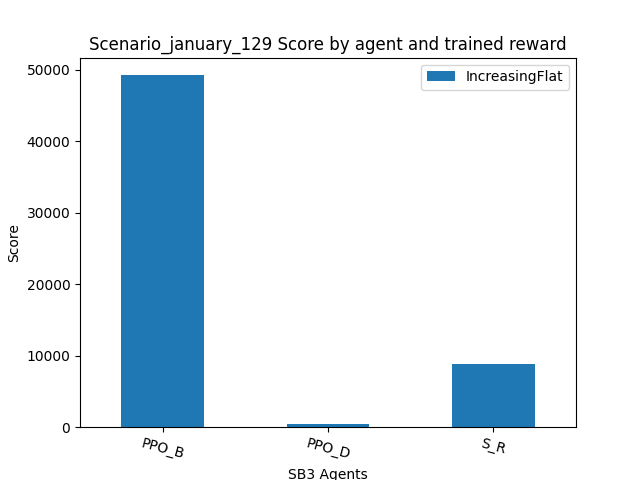 Scenario_january_129 Score by agent and trained reward
IncreasingFlat
50000
40000
30000
20000
10000
0
Score
PPO_B
PPO_D
S_R
SB3 Agents